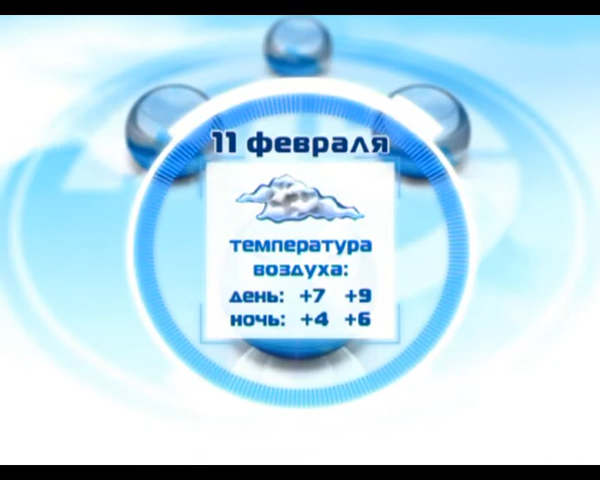 11 февраля
температура
воздуха:
день: +7 +9
ночь: +4 +6